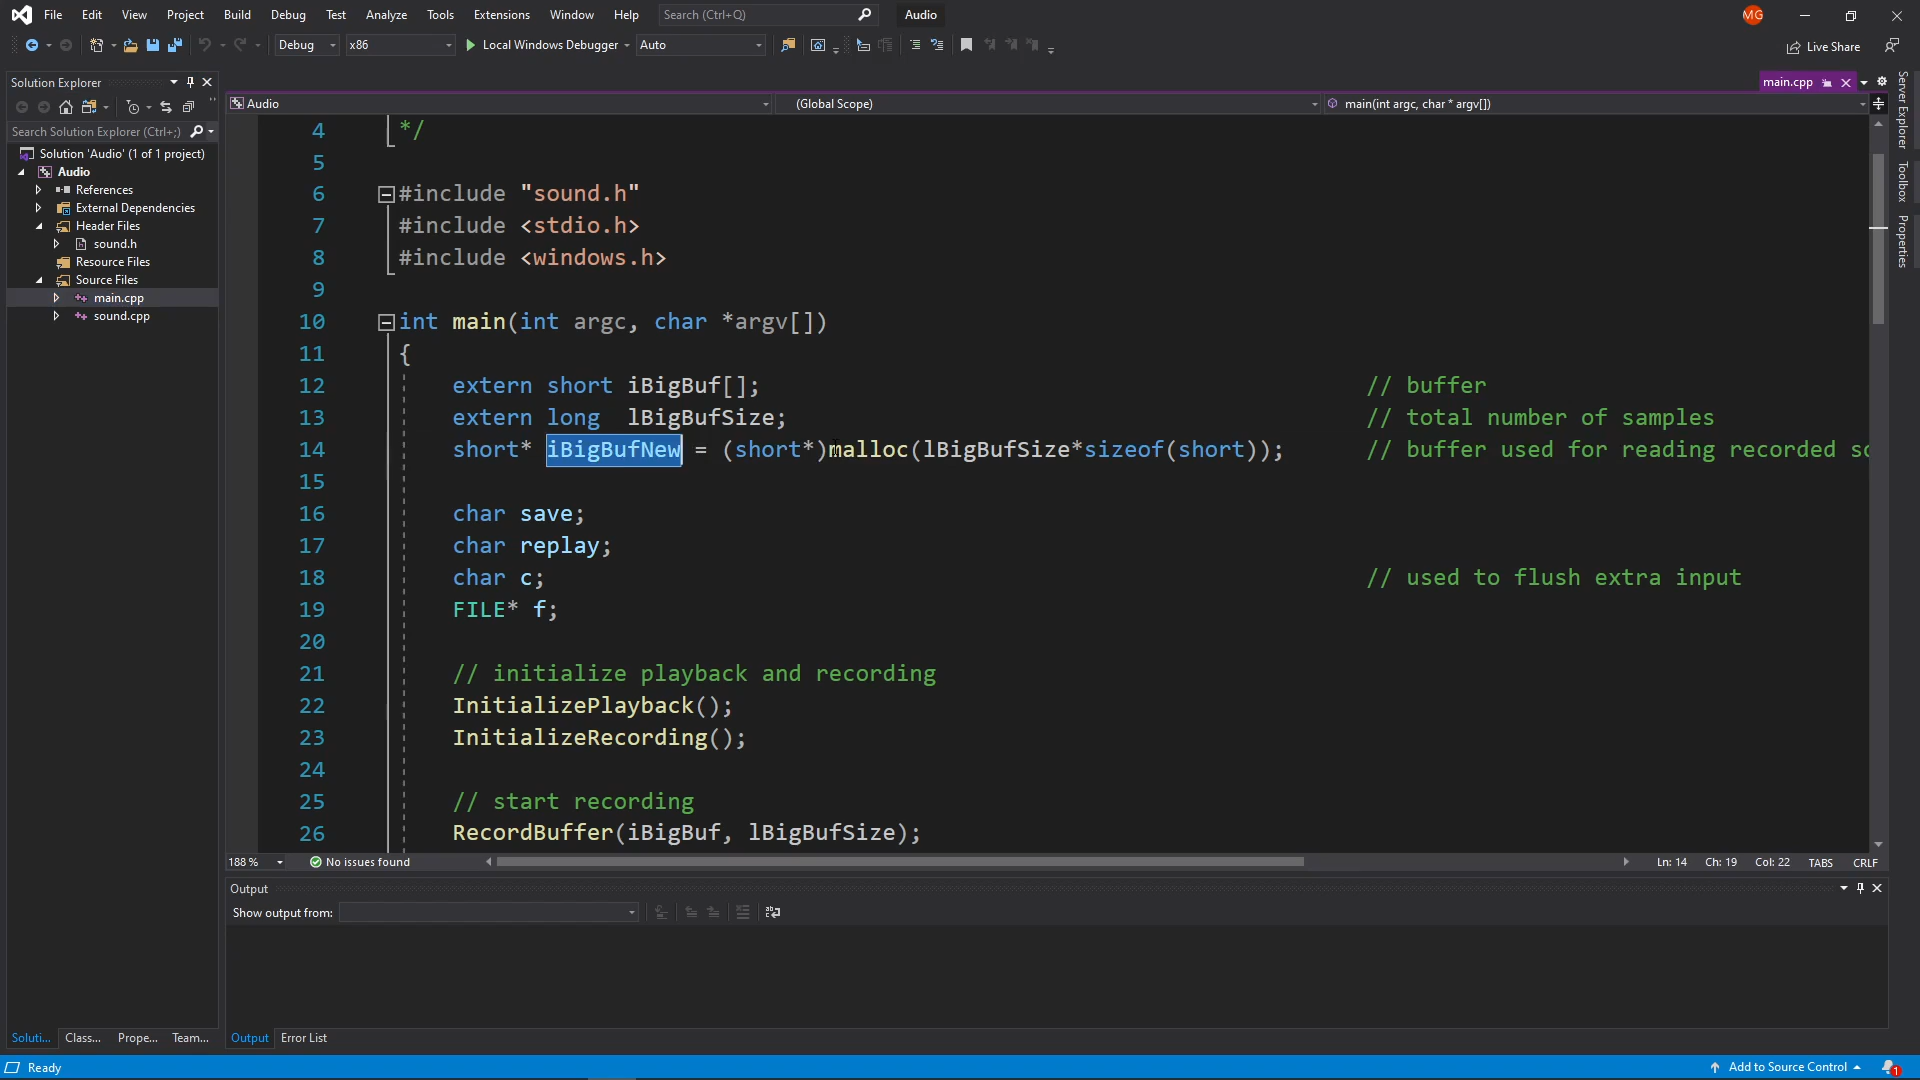 File Edit View Project Build Debug Test Analyze Tools Extensions Window Help Search (Ctrl+Q) Audio MG
Debug x86 Local Windows Debugger Auto Live Share
Solution Explorer
Search Solution Explorer (Ctrl+;)
Solution 'Audio' (1 of 1 project)
Audio
References
External Dependencies
Header Files
sound.h
Resource Files
Source Files
main.cpp
sound.cpp
Soluti... Class... Prope... Team...
main.cpp
Audio (Global Scope) main(int argc, char * argv[])
4 */
5
6 #include "sound.h"
7 #include <stdio.h>
8 #include <windows.h>
9
10 int main(int argc, char *argv[])
11 {
12 extern short iBigBuf[]; // buffer
13 extern long lBigBufSize; // total number of samples
14 short* iBigBufNew = (short*)malloc(lBigBufSize*sizeof(short)); // buffer used for reading recorded so
15
16 char save;
17 char replay;
18 char c; // used to flush extra input
19 FILE* f;
20
21 // initialize playback and recording
22 InitializePlayback();
23 InitializeRecording();
24
25 // start recording
26 RecordBuffer(iBigBuf, lBigBufSize);
188 % No issues found Ln: 14 Ch: 19 Col: 22 TABS CRLF
Output
Show output from:
Output Error List
Server Explorer
Toolbox
Properties
Ready Add to Source Control 1